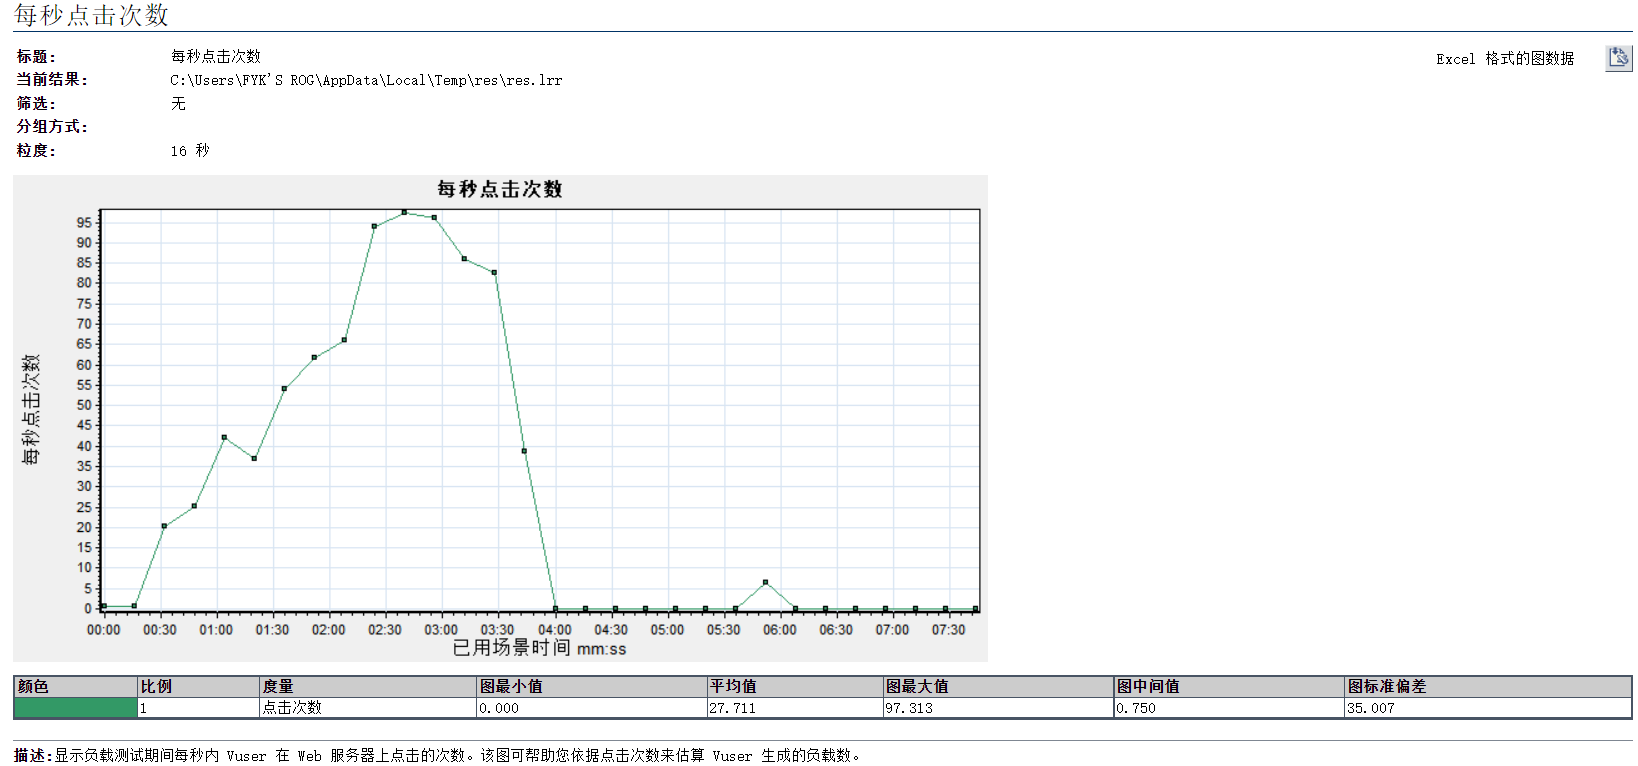 每秒点击次数
标题: 每秒点击次数 Excel 格式的图数据
当前结果: C:\Users\FYK'S ROG\AppData\Local\Temp\res\res.lrr
筛选: 无
分组方式:
粒度: 16 秒
每秒点击次数
95
90
85
80
75
70
65
60
55
50
45
40
35
30
25
20
15
10
5
0
每秒点击次数
00:00 00:30 01:00 01:30 02:00 02:30 03:00 03:30 04:00 04:30 05:00 05:30 06:00 06:30 07:00 07:30
已用场景时间 mm:ss
颜色 比例 度量 图最小值 平均值 图最大值 图中间值 图标准偏差
1 点击次数 0.000 27.711 97.313 0.750 35.007
描述:显示负载测试期间每秒内 Vuser 在 Web 服务器上点击的次数。该图可帮助您依据点击次数来估算 Vuser 生成的负载数。